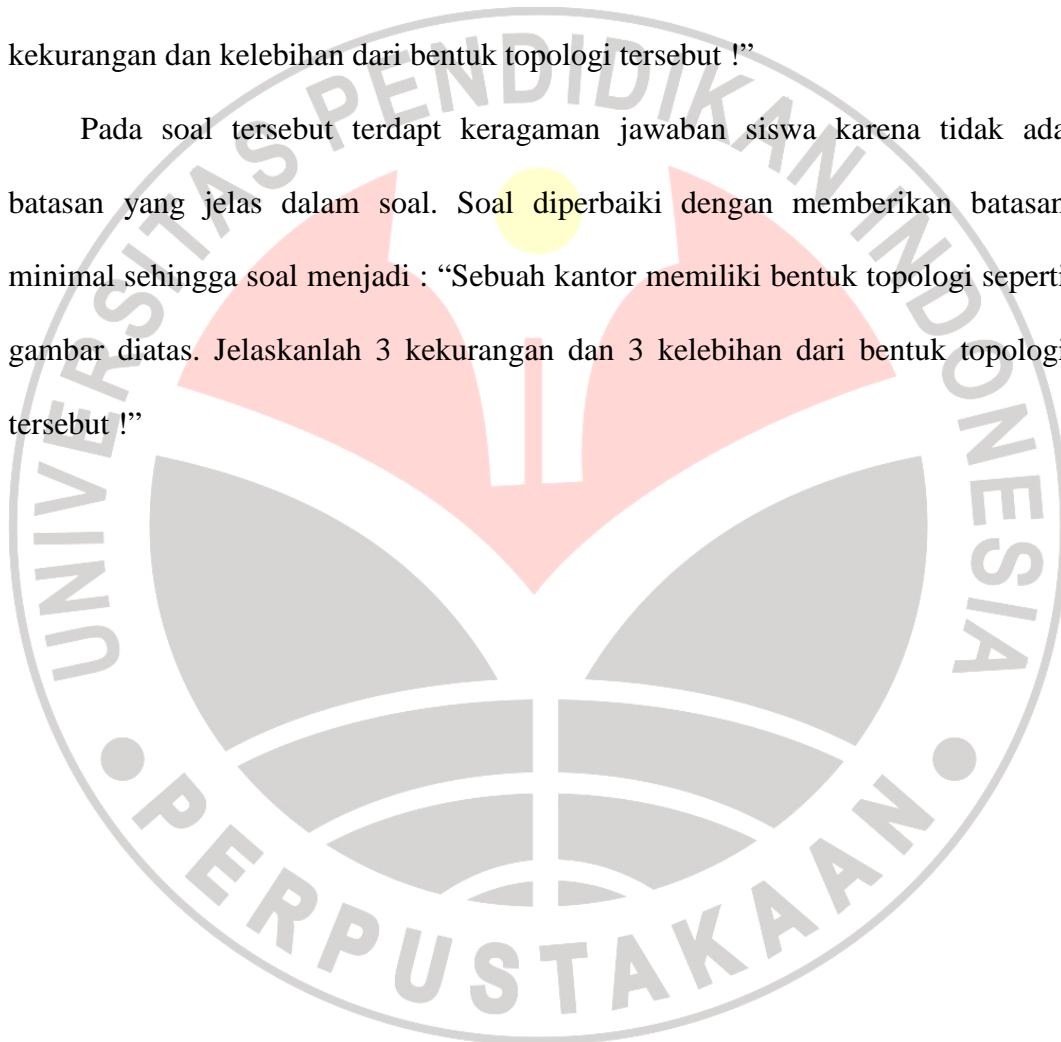 kekurangan dan kelebihan dari bentuk topologi tersebut !”
Pada soal tersebut terdapt keragaman jawaban siswa karena tidak ada
batasan yang jelas dalam soal. Soal diperbaiki dengan memberikan batasan
minimal sehingga soal menjadi : “Sebuah kantor memiliki bentuk topologi seperti
gambar diatas. Jelaskanlah 3 kekurangan dan 3 kelebihan dari bentuk topologi
tersebut !”
UNIVERSITAS PENDIDIKAN INDONESIA
PERPUSTAKAAN